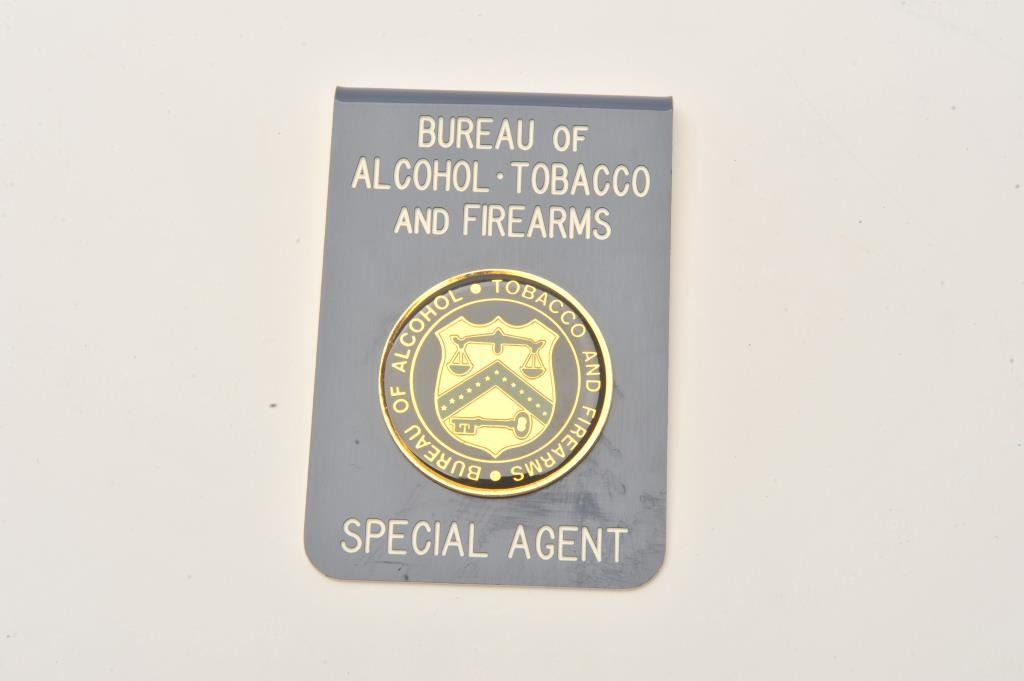 BUREAU OF
ALCOHOL · TOBACCO
AND FIREARMS
BUREAU OF ALCOHOL • TOBACCO AND FIREARMS •
SPECIAL AGENT